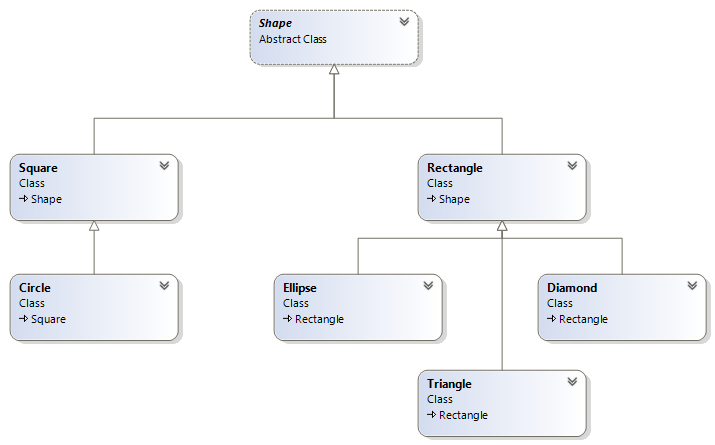 Shape
Abstract Class
Square
Class
Shape
Rectangle
Class
Shape
Circle
Class
Square
Ellipse
Class
Rectangle
Diamond
Class
Rectangle
Triangle
Class
Rectangle